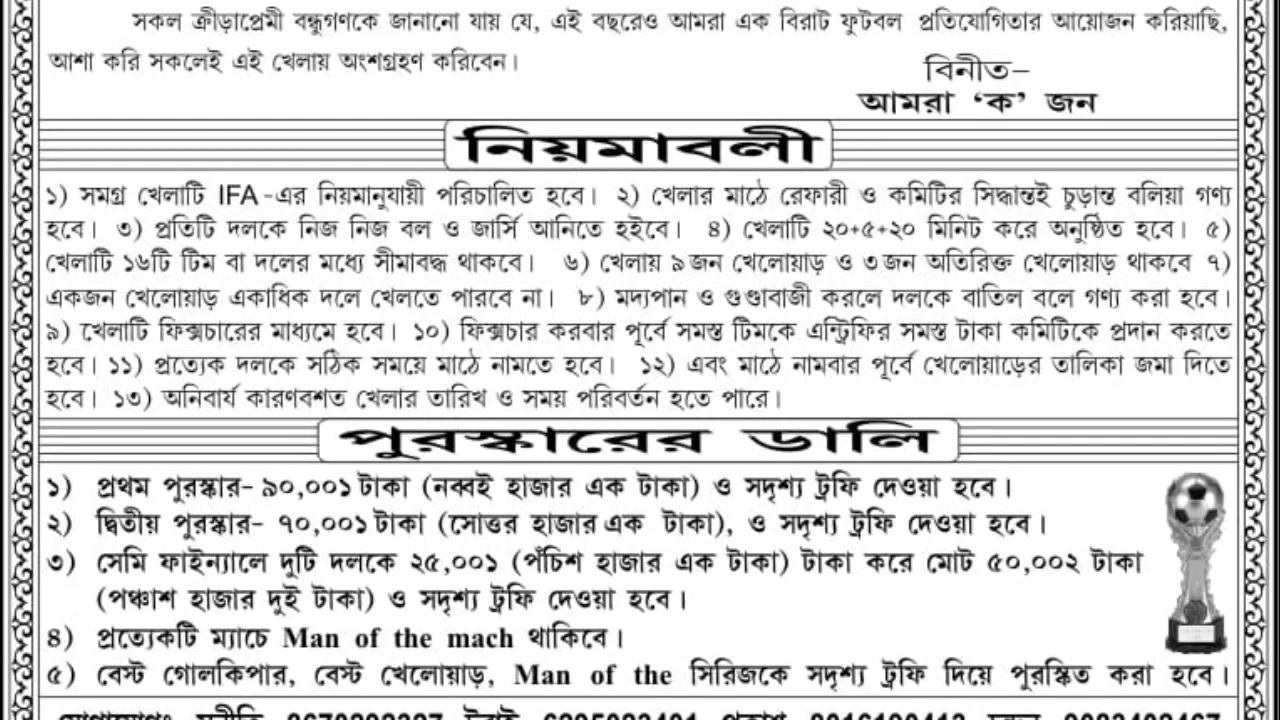 সকল ক্রীড়াপ্রেমী বন্ধুগণকে জানানো যায় যে, এই বছরেও আমরা এক বিরাট ফুটবল প্রতিযোগিতার আয়োজন করিয়াছি,
আশা করি সকলেই এই খেলায় অংশগ্রহণ করিবেন।
বিনীত–
আমরা ‘ক’ জন
নিয়মাবলী
১) সমগ্র খেলাটি IFA-এর নিয়মানুযায়ী পরিচালিত হবে। ২) খেলার মাঠে রেফারী ও কমিটির সিদ্ধান্তই চুড়ান্ত বলিয়া গণ্য
হবে। ৩) প্রতিটি দলকে নিজ নিজ বল ও জার্সি আনিতে হইবে। ৪) খেলাটি ২০+৫+২০ মিনিট করে অনুষ্ঠিত হবে। ৫)
খেলাটি ১৬টি টিম বা দলের মধ্যে সীমাবদ্ধ থাকবে। ৬) খেলায় ৯ জন খেলোয়াড় ও ৩ জন অতিরিক্ত খেলোয়াড় থাকবে ৭)
একজন খেলোয়াড় একাধিক দলে খেলতে পারবে না। ৮) মদ্যপান ও গুণ্ডাবাজী করলে দলকে বাতিল বলে গণ্য করা হবে।
৯) খেলাটি ফিক্সচারের মাধ্যমে হবে। ১০) ফিক্সচার করবার পূর্বে সমস্ত টিমকে এন্ট্রিফির সমস্ত টাকা কমিটিকে প্রদান করতে
হবে। ১১) প্রত্যেক দলকে সঠিক সময়ে মাঠে নামতে হবে। ১২) এবং মাঠে নামবার পূর্বে খেলোয়াড়ের তালিকা জমা দিতে
হবে। ১৩) অনিবার্য কারণবশত খেলার তারিখ ও সময় পরিবর্তন হতে পারে।
পুরস্কারের ডালি
১) প্রথম পুরস্কার– ৯০,০০১ টাকা (নব্বই হাজার এক টাকা) ও সদৃশ্য ট্রফি দেওয়া হবে।
২) দ্বিতীয় পুরস্কার– ৭০,০০১ টাকা (সোত্তর হাজার এক টাকা), ও সদৃশ্য ট্রফি দেওয়া হবে।
৩) সেমি ফাইন্যালে দুটি দলকে ২৫,০০১ (পঁচিশ হাজার এক টাকা) টাকা করে মোট ৫০,০০২ টাকা
(পঞ্চাশ হাজার দুই টাকা) ও সদৃশ্য ট্রফি দেওয়া হবে।
৪) প্রত্যেকটি ম্যাচে Man of the mach থাকিবে।
৫) বেস্ট গোলকিপার, বেস্ট খেলোয়াড়, Man of the সিরিজকে সদৃশ্য ট্রফি দিয়ে পুরস্কিত করা হবে।